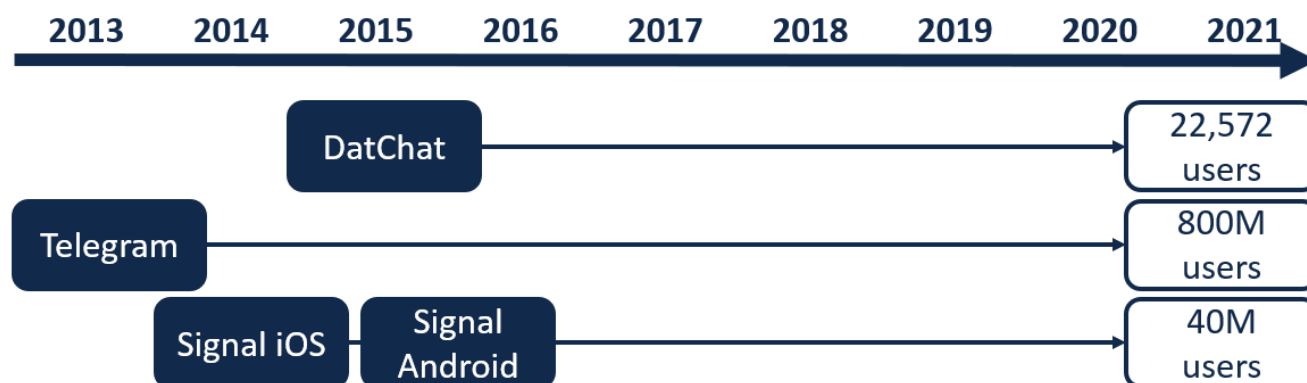 2013 2014 2015 2016 2017 2018 2019 2020 2021
DatChat
22,572
users
Telegram
800M
users
Signal iOS
Signal
Android
40M
users